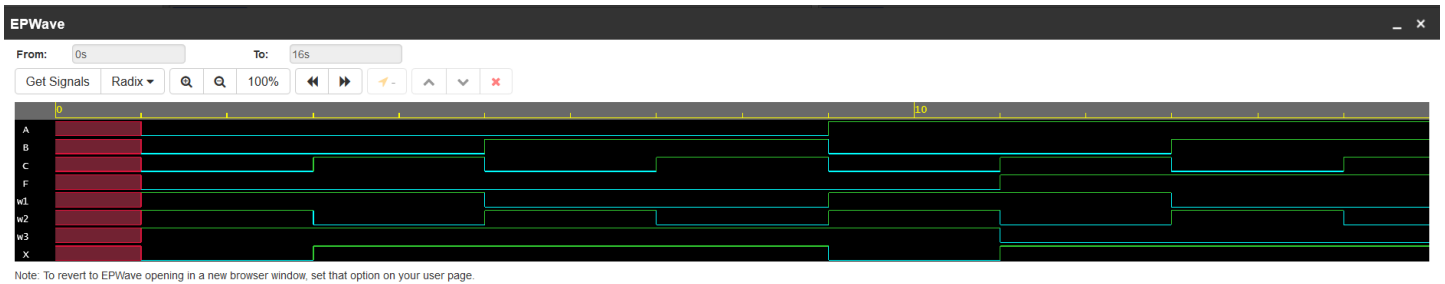 EPWave
From: 0s To: 16s
Get Signals Radix 100% -
0 10
A
B
C
F
w1
w2
w3
X
Note: To revert to EPWave opening in a new browser window, set that option on your user page.